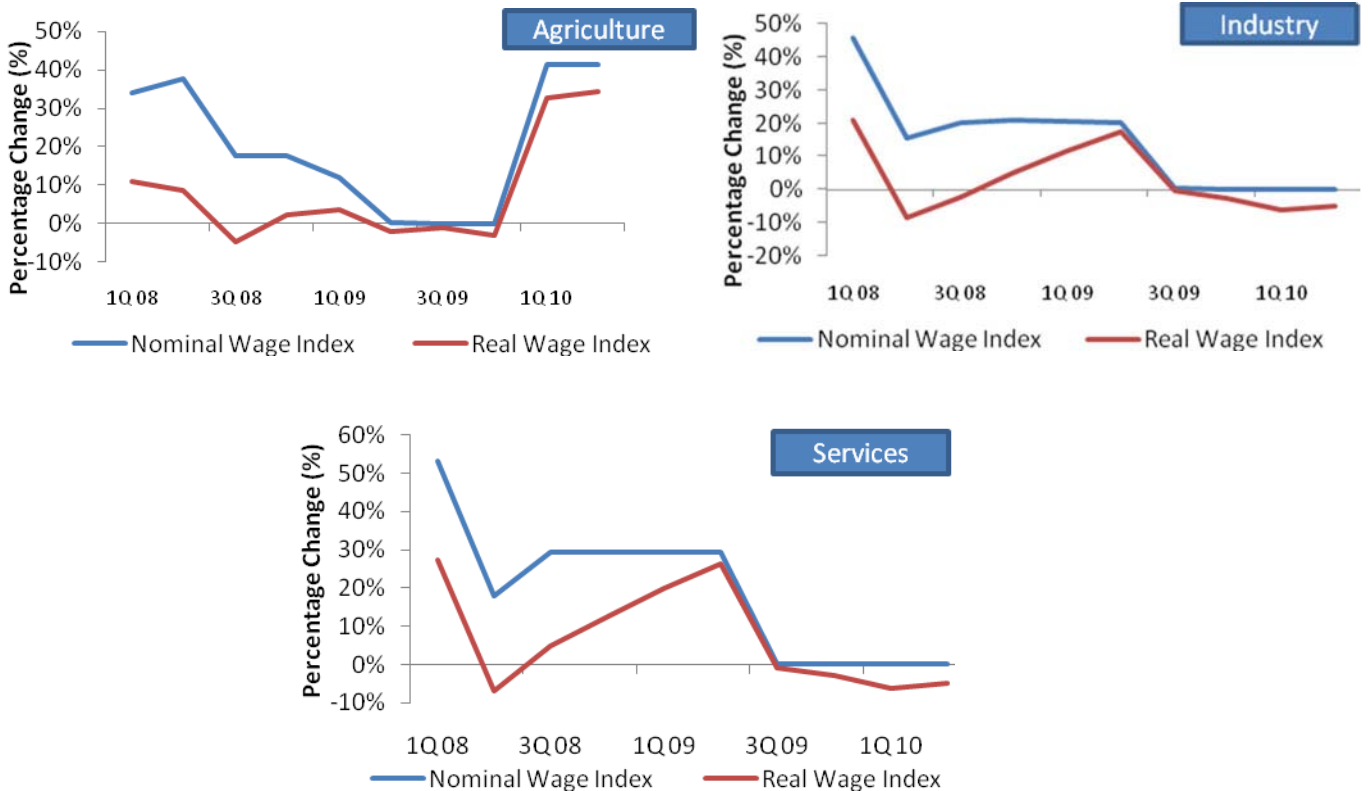 Agriculture
Percentage Change (%)
50%
40%
30%
20%
10%
0%
-10%
1Q 08 3Q 08 1Q 09 3Q 09 1Q 10
Nominal Wage Index Real Wage Index
Industry
Percentage Change (%)
50%
40%
30%
20%
10%
0%
-10%
-20%
1Q 08 3Q 08 1Q 09 3Q 09 1Q 10
Nominal Wage Index Real Wage Index
Services
Percentage Change (%)
60%
50%
40%
30%
20%
10%
0%
-10%
1Q 08 3Q 08 1Q 09 3Q 09 1Q 10
Nominal Wage Index Real Wage Index